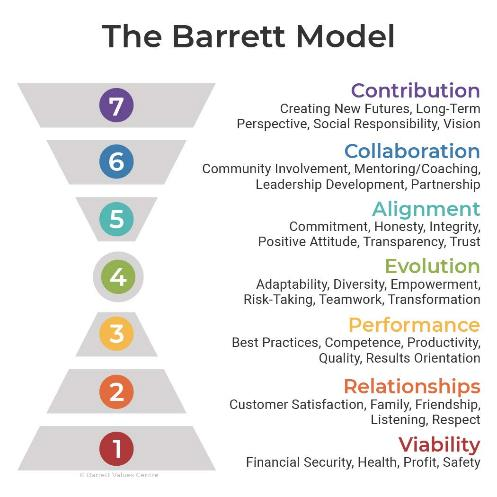 The Barrett Model
7
Contribution
Creating New Futures, Long-Term
Perspective, Social Responsibility, Vision
6
Collaboration
Community Involvement, Mentoring/Coaching,
Leadership Development, Partnership
5
Alignment
Commitment, Honesty, Integrity,
Positive Attitude, Transparency, Trust
4
Evolution
Adaptability, Diversity, Empowerment,
Risk-Taking, Teamwork, Transformation
3
Performance
Best Practices, Competence, Productivity,
Quality, Results Orientation
2
Relationships
Customer Satisfaction, Family, Friendship,
Listening, Respect
1
Viability
Financial Security, Health, Profit, Safety
© Barrett Values Centre